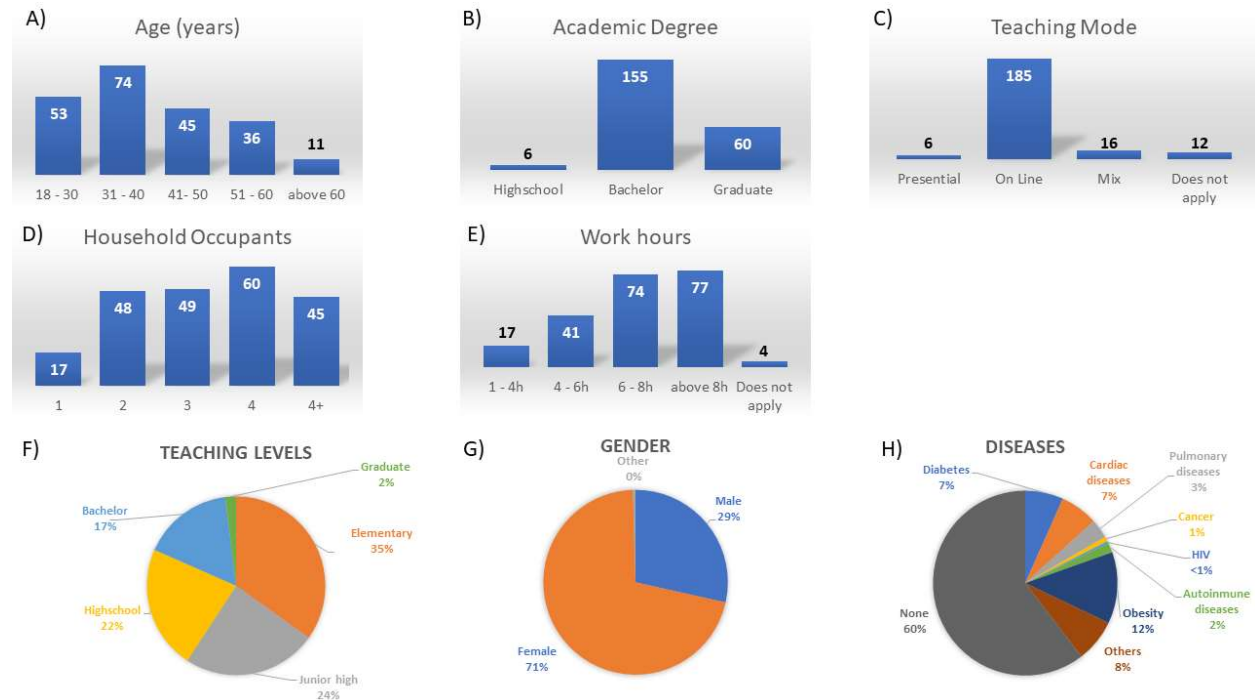 A)
Age (years)
53
74
45
36
11
18 - 30
31 - 40
41- 50
51 - 60
above 60
B)
Academic Degree
6
155
60
Highschool
Bachelor
Graduate
C)
Teaching Mode
6
185
16
12
Presential
On Line
Mix
Does not
apply
D)
Household Occupants
17
48
49
60
45
1
2
3
4
4+
E)
Work hours
17
41
74
77
4
1 - 4h
4 - 6h
6 - 8h
above 8h
Does not
apply
F)
TEACHING LEVELS
Graduate
2%
Bachelor
17%
Elementary
35%
Highschool
22%
Junior high
24%
G)
GENDER
Other
0%
Male
29%
Female
71%
H)
DISEASES
Diabetes
7%
Cardiac
diseases
7%
Pulmonary
diseases
3%
Cancer
1%
HIV
<1%
Autoinmune
diseases
2%
Obesity
12%
Others
8%
None
60%